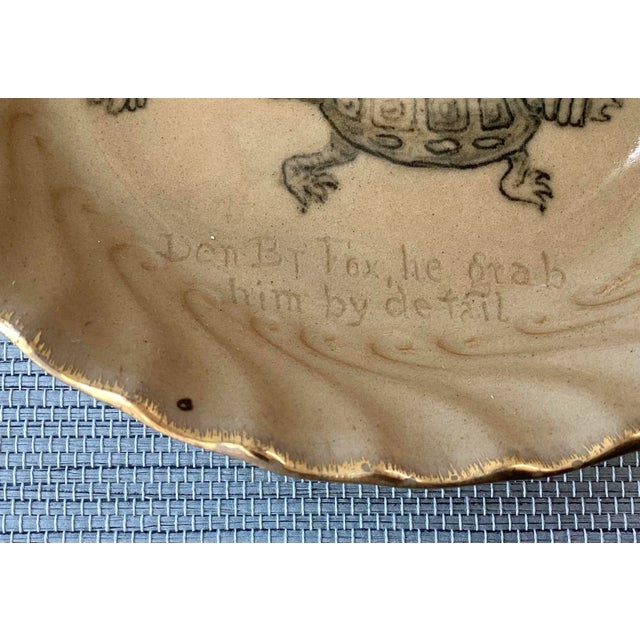 Den Br Fox, he grab
him by de tail